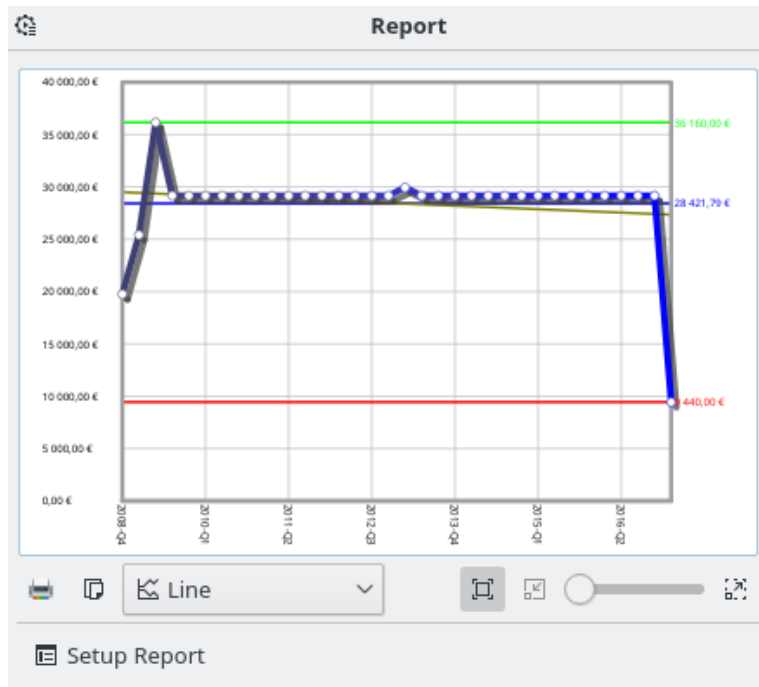 Report
40 000,00 €
35 000,00 €
30 000,00 €
25 000,00 €
20 000,00 €
15 000,00 €
10 000,00 €
5 000,00 €
0,00 €
36 160,00 €
28 421,79 €
440,00 €
2008-Q4
2010-Q1
2011-Q2
2012-Q3
2013-Q4
2015-Q1
2016-Q2
Line
Setup Report